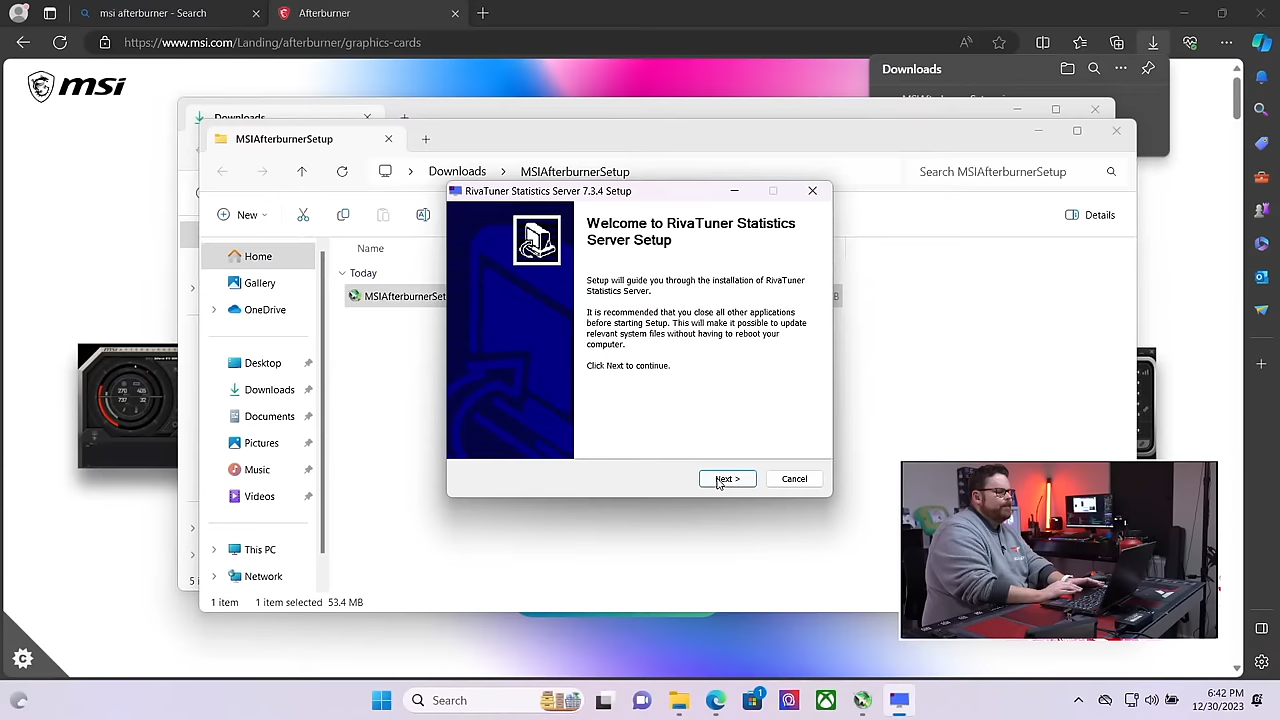 msi afterburner - Search
Afterburner
https://www.msi.com/Landing/afterburner/graphics-cards
msi
Downloads
Downloads
MSIAfterburnerSetup
Downloads
MSIAfterburnerSetup
Search MSIAfterburnerSetup
New
Details
Home
Gallery
OneDrive
Desktop
Downloads
Documents
Pictures
Music
Videos
This PC
Network
Name
Today
MSIAfterburnerSet
RivaTuner Statistics Server 7.3.4 Setup
Welcome to RivaTuner Statistics
Server Setup
Setup will guide you through the installation of RivaTuner
Statistics Server.
It is recommended that you close all other applications
before starting Setup. This will make it possible to update
relevant system files without having to reboot your
computer.
Click Next to continue.
Next >
Cancel
1 item
1 item selected 53.4 MB
Search
6:42 PM
12/30/2023